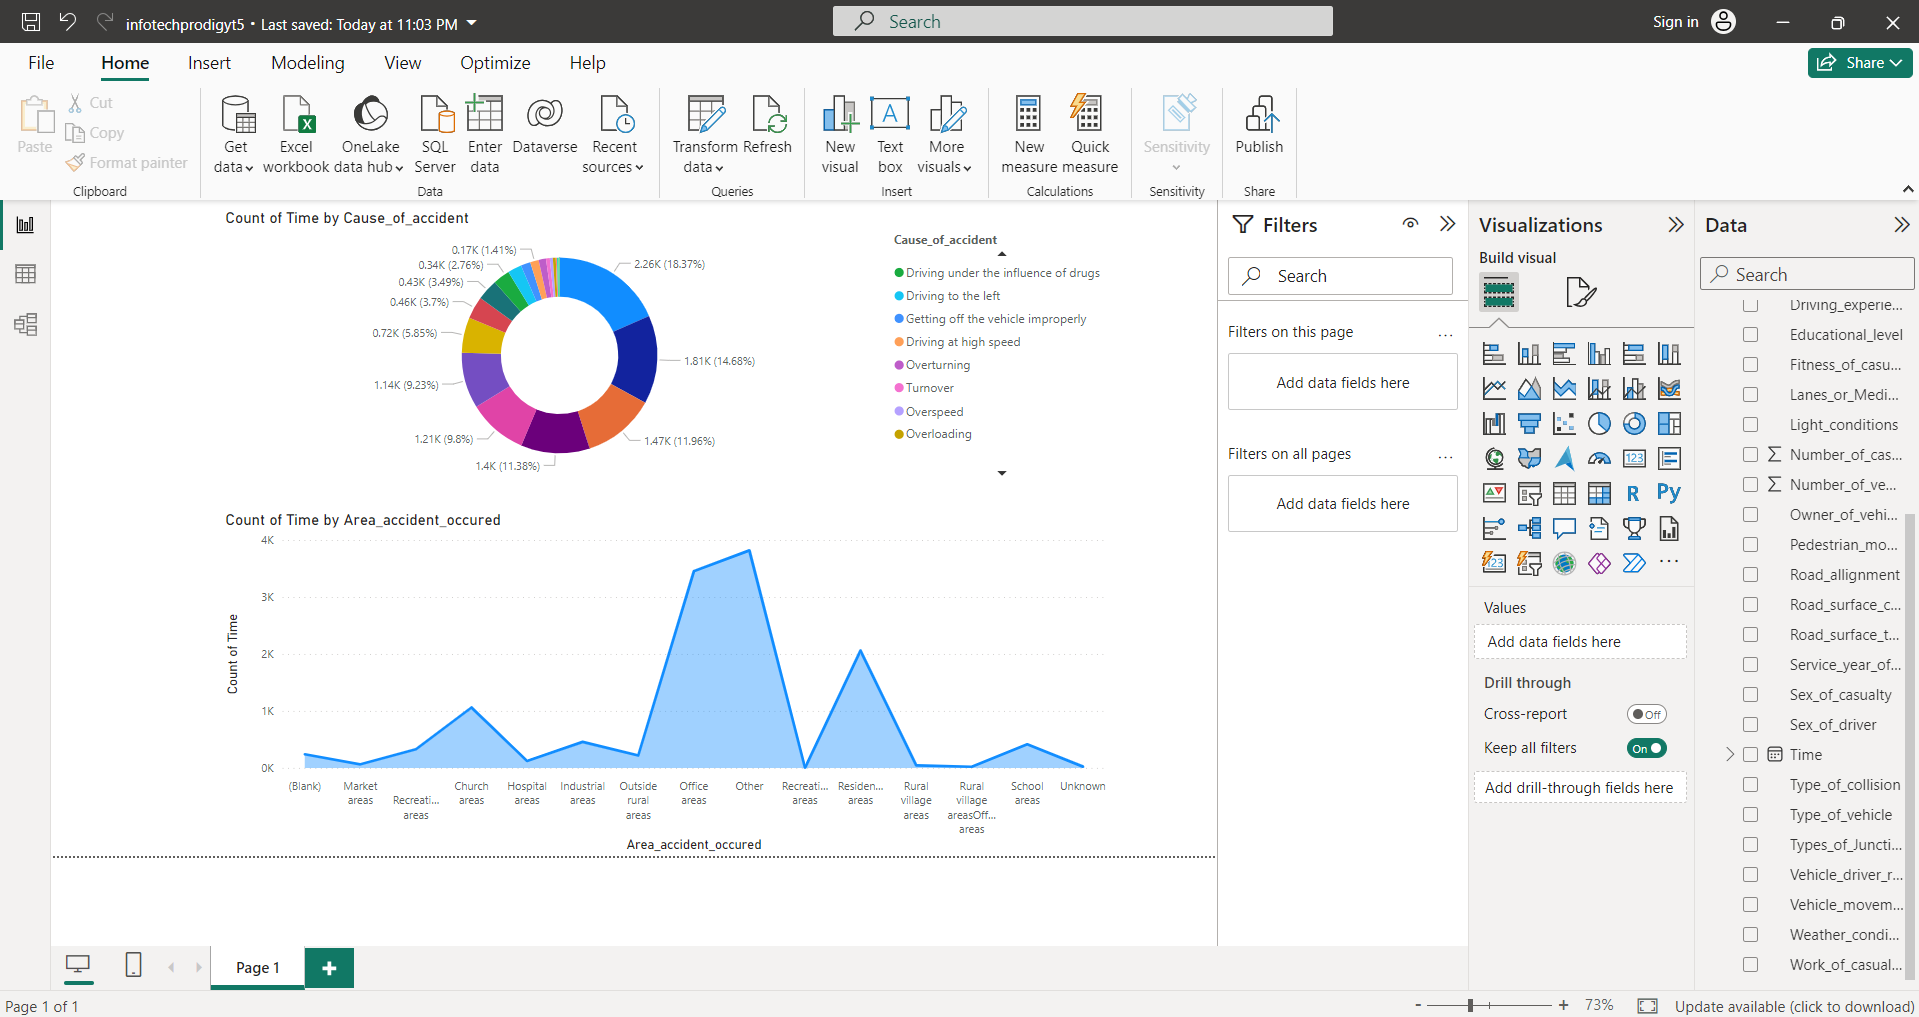 infotechprodigyt5 • Last saved: Today at 11:03 PM
Search
Sign in
File Home Insert Modeling View Optimize Help
Share
Paste
Cut
Copy
Format painter
Clipboard
Get data
Excel workbook
OneLake data hub
SQL Server
Enter data
Dataverse
Recent sources
Data
Transform data
Refresh
Queries
New visual
Text box
More visuals
Insert
New measure
Quick measure
Calculations
Sensitivity
Sensitivity
Publish
Share
Count of Time by Cause_of_accident
0.17K (1.41%)
0.34K (2.76%)
0.43K (3.49%)
0.46K (3.7%)
0.72K (5.85%)
1.14K (9.23%)
1.21K (9.8%)
1.4K (11.38%)
2.26K (18.37%)
1.81K (14.68%)
1.47K (11.96%)
Cause_of_accident
Driving under the influence of drugs
Driving to the left
Getting off the vehicle improperly
Driving at high speed
Overturning
Turnover
Overspeed
Overloading
Count of Time by Area_accident_occured
4K
3K
2K
1K
0K
Count of Time
(Blank)
Market areas
Recreati... areas
Church areas
Hospital areas
Industrial areas
Outside rural areas
Office areas
Other
Recreati... areas
Residen... areas
Rural village areas
Rural village areasOff... areas
School areas
Unknown
Area_accident_occured
Filters
Search
Filters on this page ...
Add data fields here
Filters on all pages ...
Add data fields here
Visualizations
Build visual
123
R
Py
123
...
Values
Add data fields here
Drill through
Cross-report Off
Keep all filters On
Add drill-through fields here
Data
Search
Driving_experie...
Educational_level
Fitness_of_casu...
Lanes_or_Medi...
Light_conditions
Number_of_cas...
Number_of_ve...
Owner_of_vehi...
Pedestrian_mo...
Road_allignment
Road_surface_c...
Road_surface_t...
Service_year_of...
Sex_of_casualty
Sex_of_driver
Time
Type_of_collision
Type_of_vehicle
Types_of_Juncti...
Vehicle_driver_r...
Vehicle_movem...
Weather_condi...
Work_of_casual...
Page 1
Page 1 of 1
- + 73%
Update available (click to download)